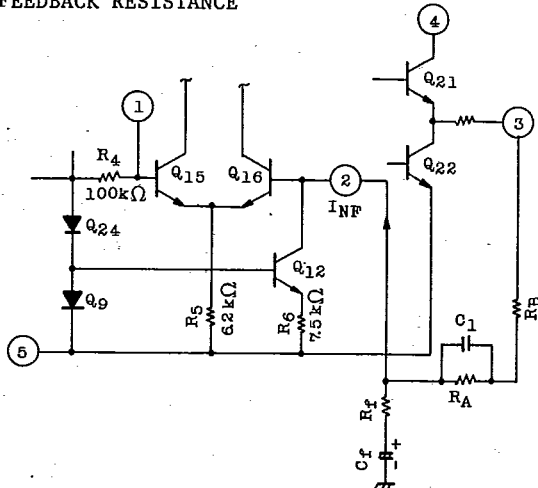 FEEDBACK RESISTANCE
4
Q21
1
3
R4
100kΩ
Q15
Q16
2
INF
Q22
Q24
Q12
Q9
R5
6.2kΩ
R6
7.5kΩ
RB
C1
5
RA
Rf
Cf
+
-